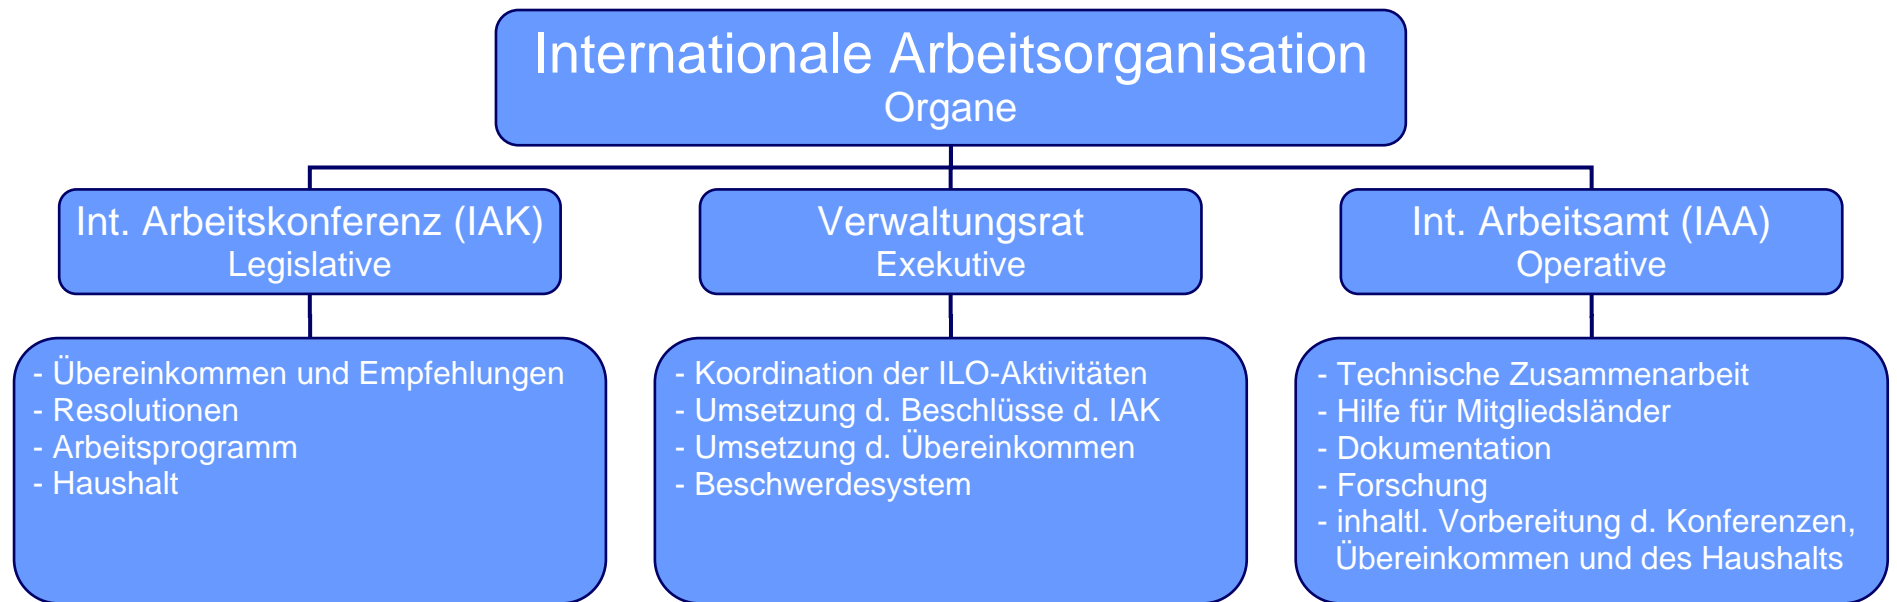 Internationale Arbeitsorganisation
Organe
Int. Arbeitskonferenz (IAK)
Legislative
Verwaltungsrat
Exekutive
Int. Arbeitsamt (IAA)
Operative
- Übereinkommen und Empfehlungen
- Resolutionen
- Arbeitsprogramm
- Haushalt
- Koordination der ILO-Aktivitäten
- Umsetzung d. Beschlüsse d. IAK
- Umsetzung d. Übereinkommen
- Beschwerdesystem
- Technische Zusammenarbeit
- Hilfe für Mitgliedsländer
- Dokumentation
- Forschung
- inhaltl. Vorbereitung d. Konferenzen,
Übereinkommen und des Haushalts